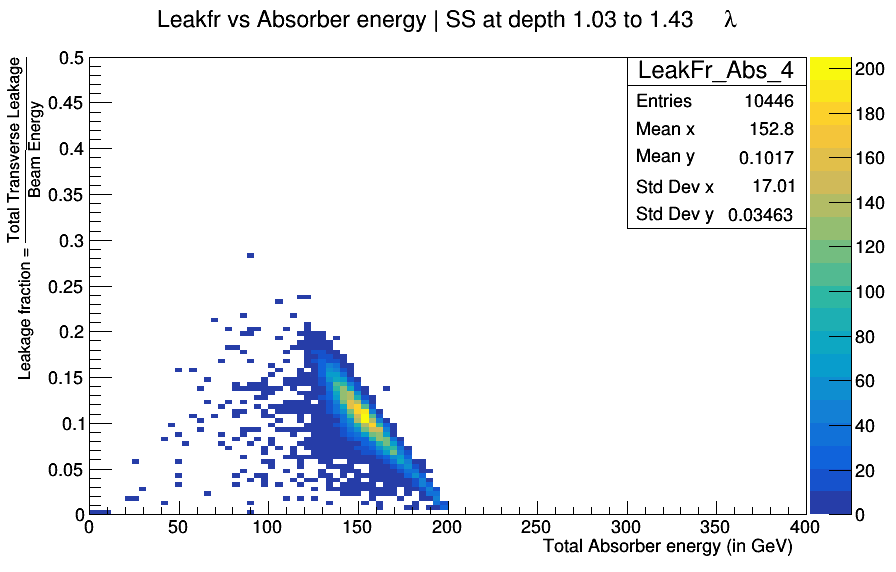 Leakfr vs Absorber energy | SS at depth 1.03 to 1.43 λ
LeakFr_Abs_4
Entries 10446
Mean x 152.8
Mean y 0.1017
Std Dev x 17.01
Std Dev y 0.03463
Leakage fraction = Total Transverse Leakage
Beam Energy
0.5
0.45
0.4
0.35
0.3
0.25
0.2
0.15
0.1
0.05
0
0 50 100 150 200 250 300 350 400
Total Absorber energy (in GeV)
200
180
160
140
120
100
80
60
40
20
0